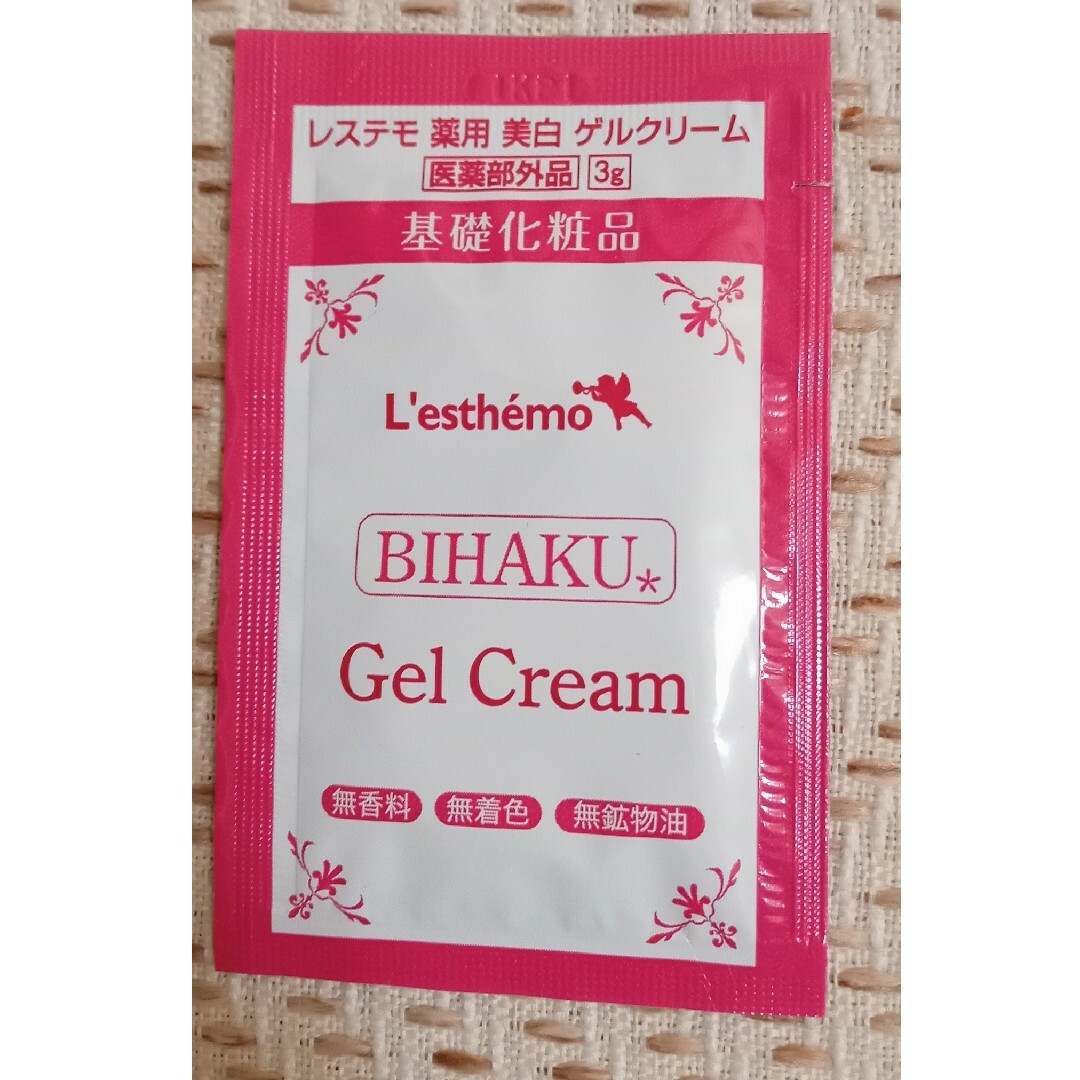 レステモ 薬用 美白 ゲルクリーム
医薬部外品 3g
基礎化粧品
L'esthémo
BIHAKU*
Gel Cream
無香料 無着色 無鉱物油